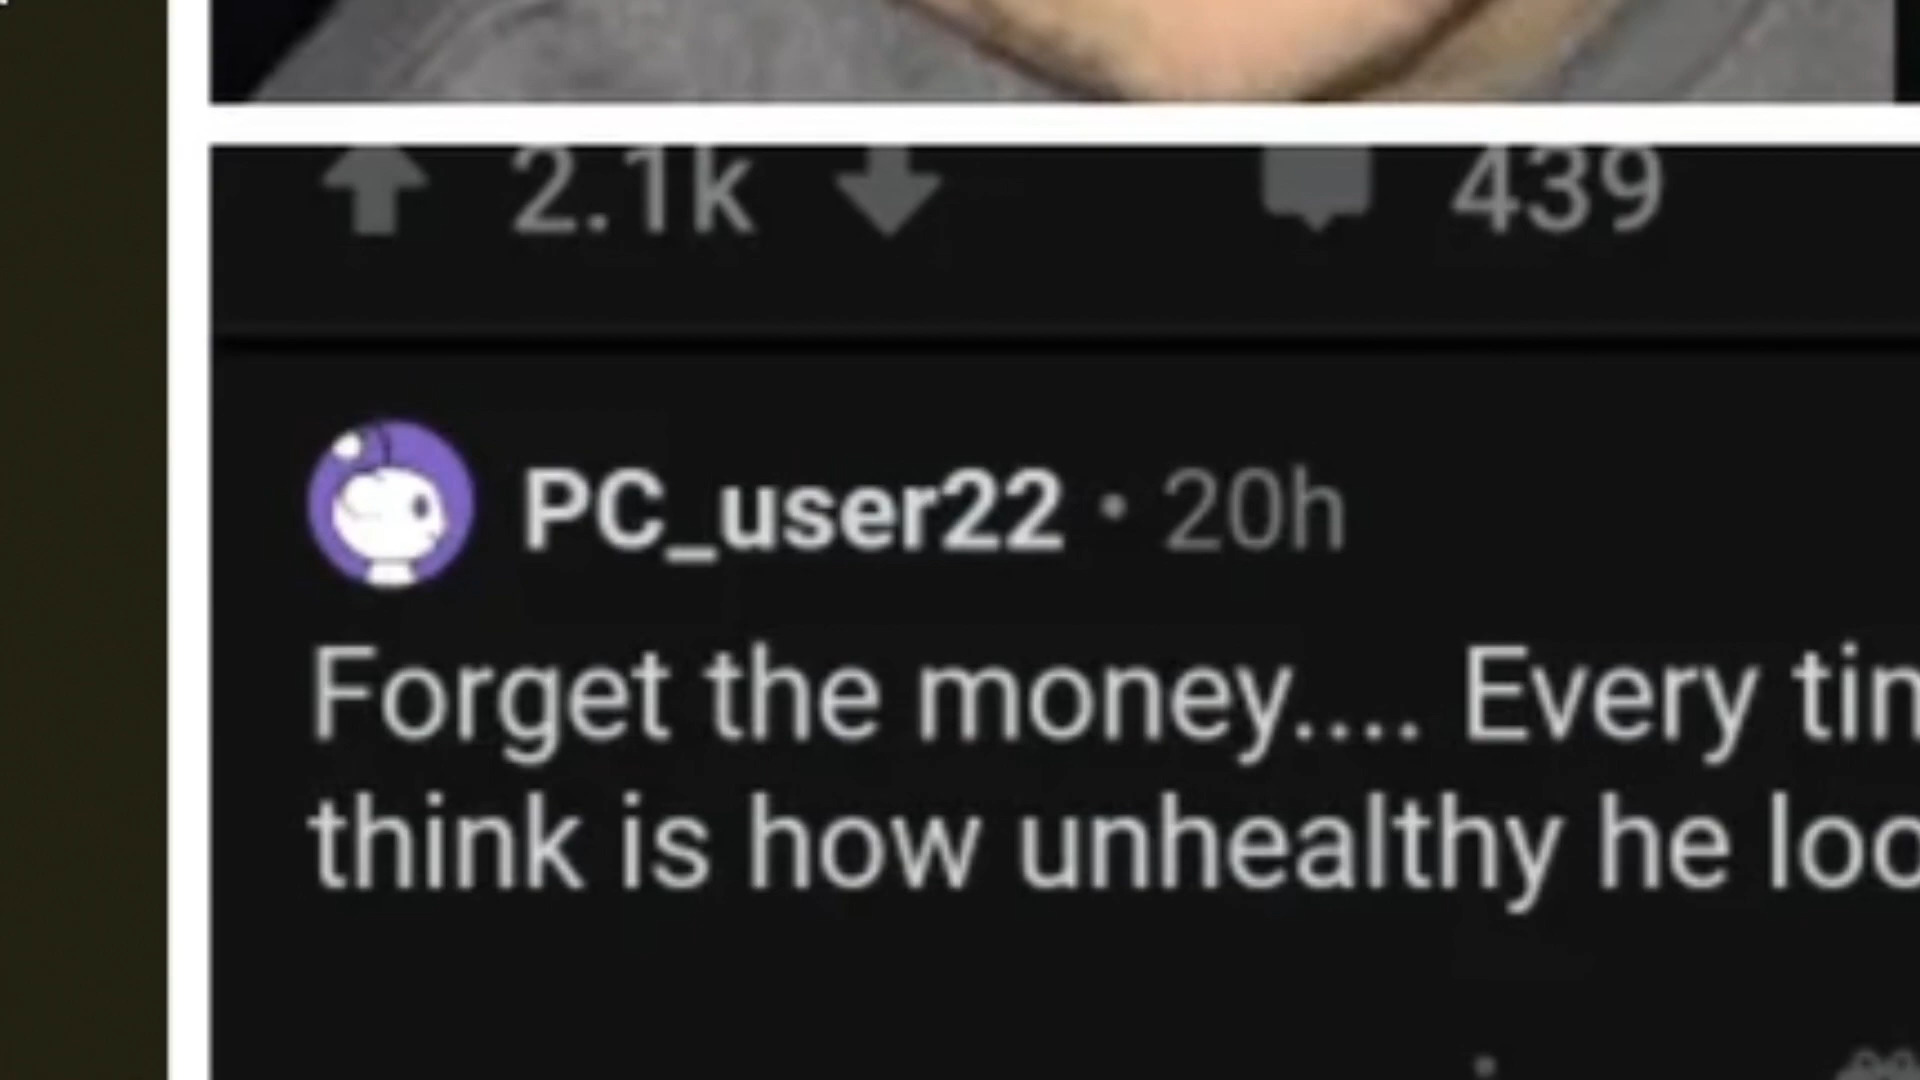 2.1k 439
PC_user22 • 20h
Forget the money.... Every
think is how unhealthy he